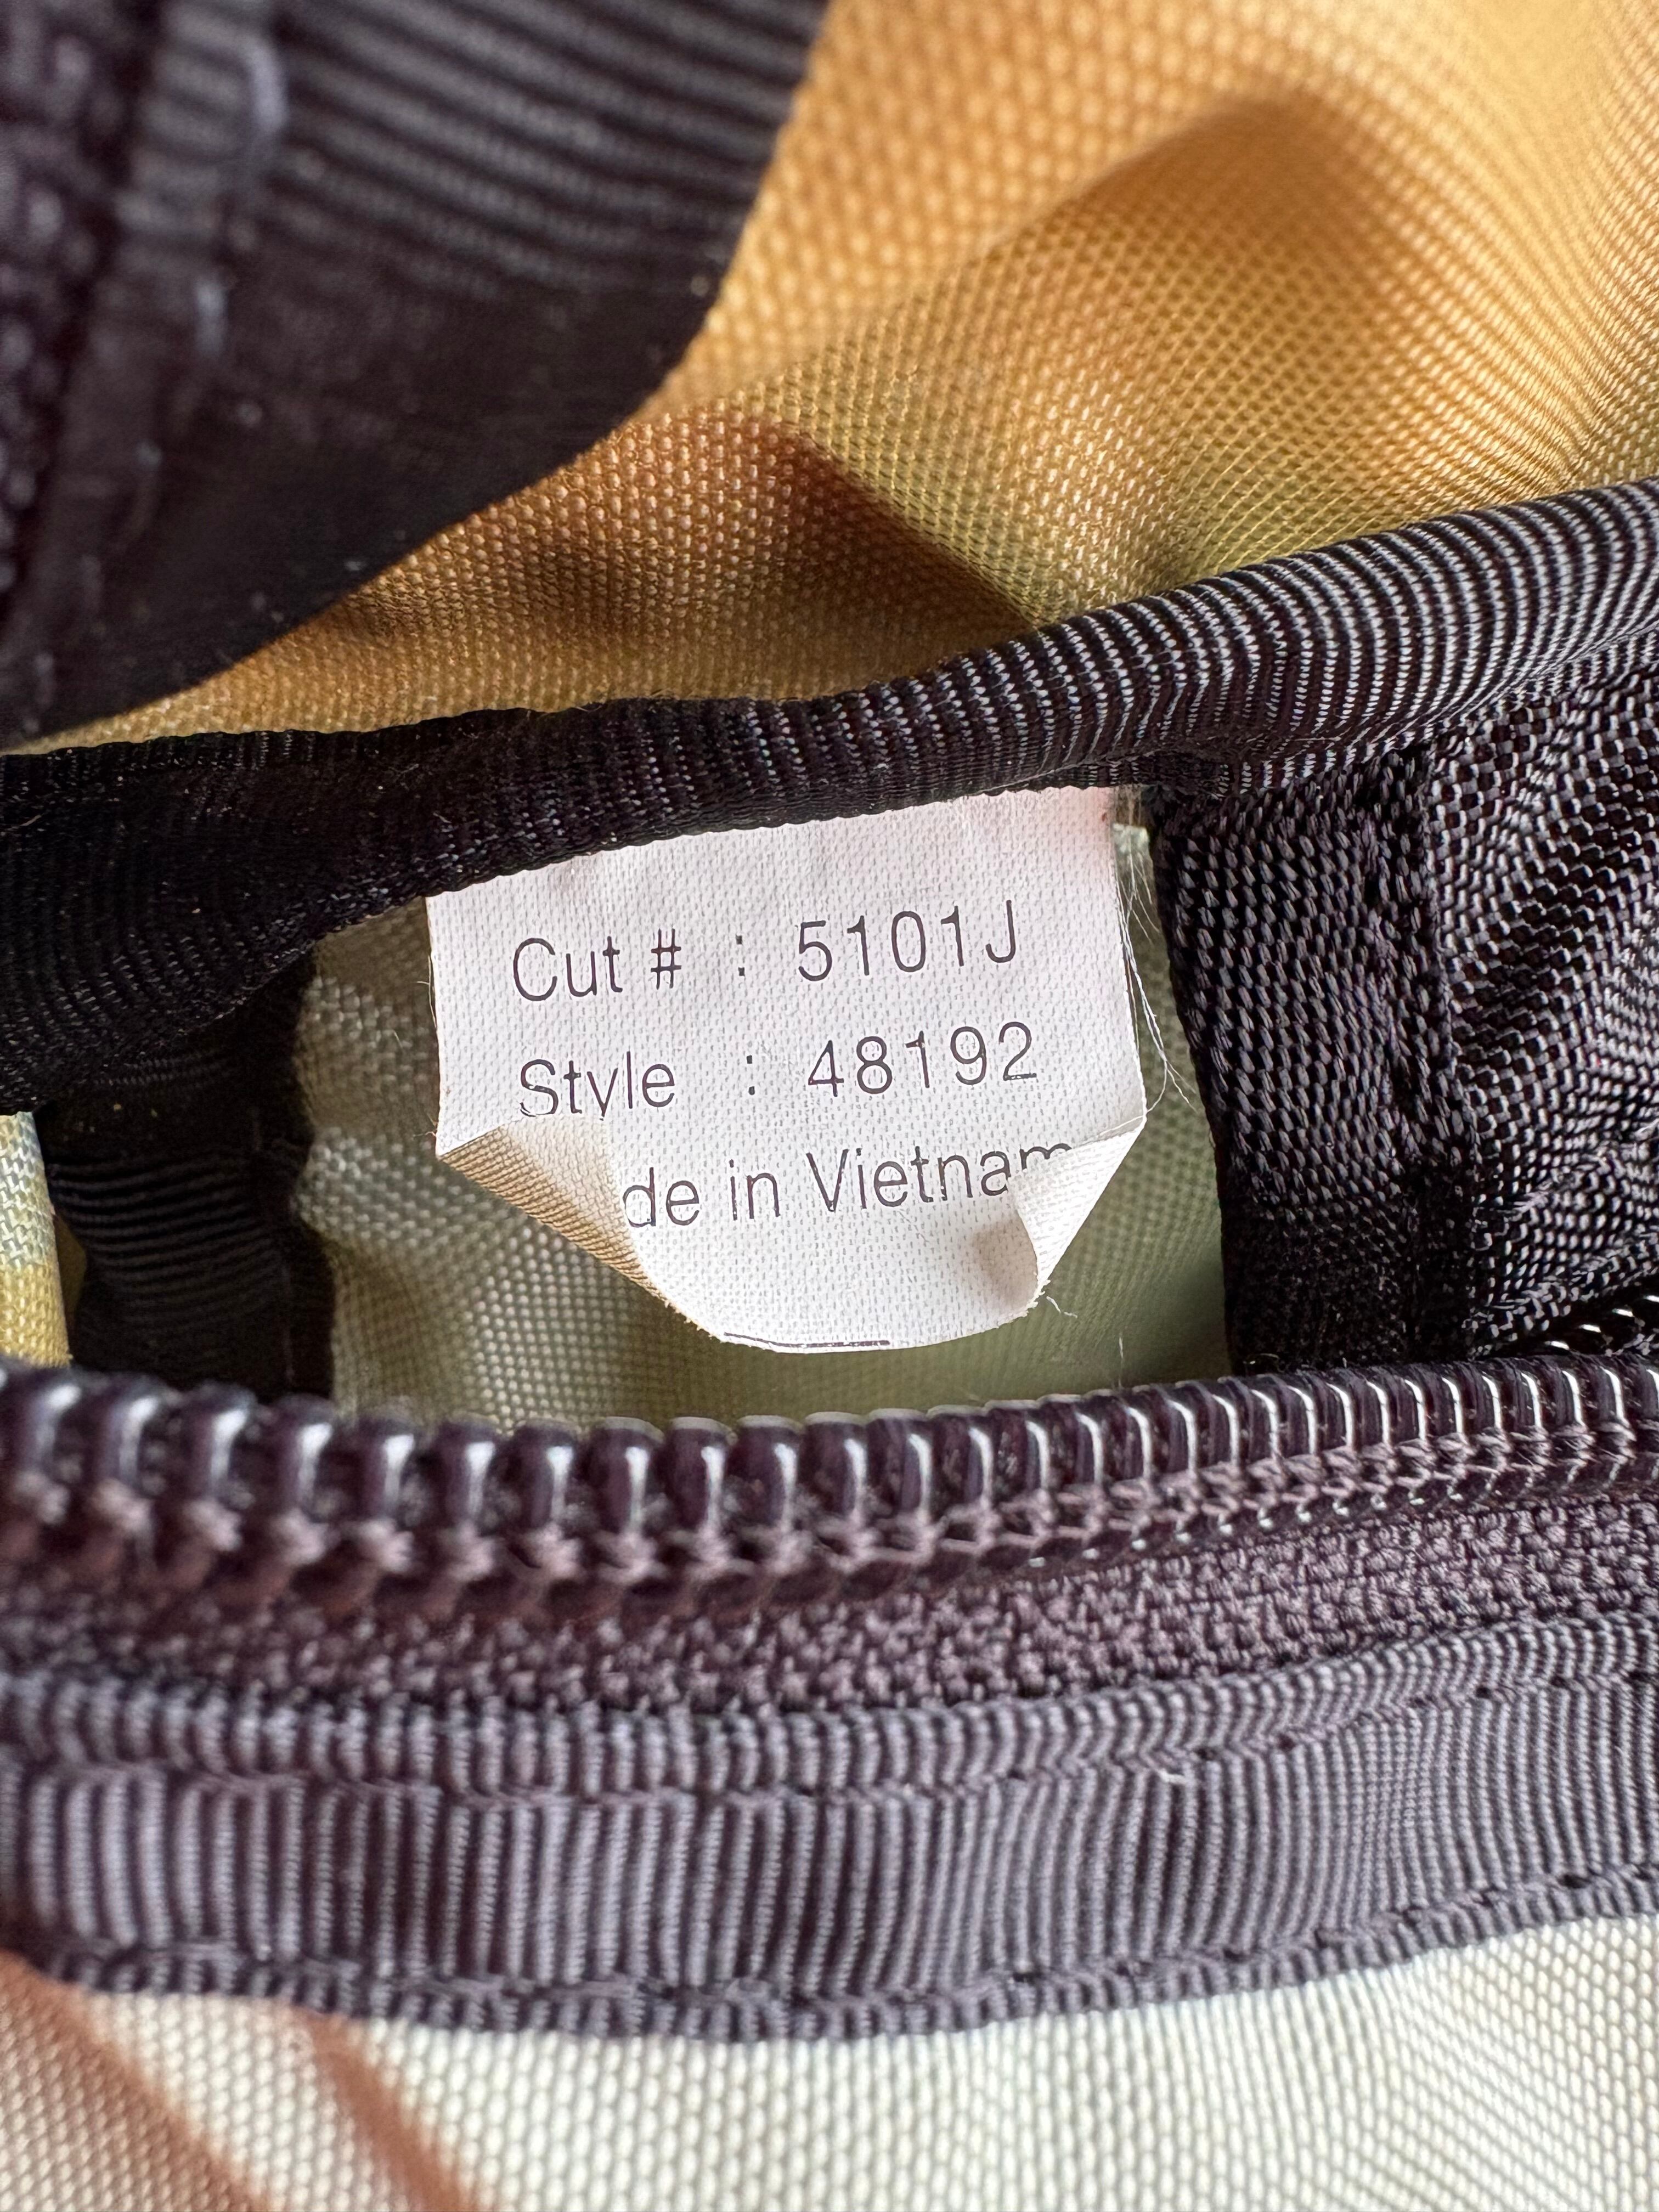 Cut # : 5101J
Style : 48192
de in Vietnam